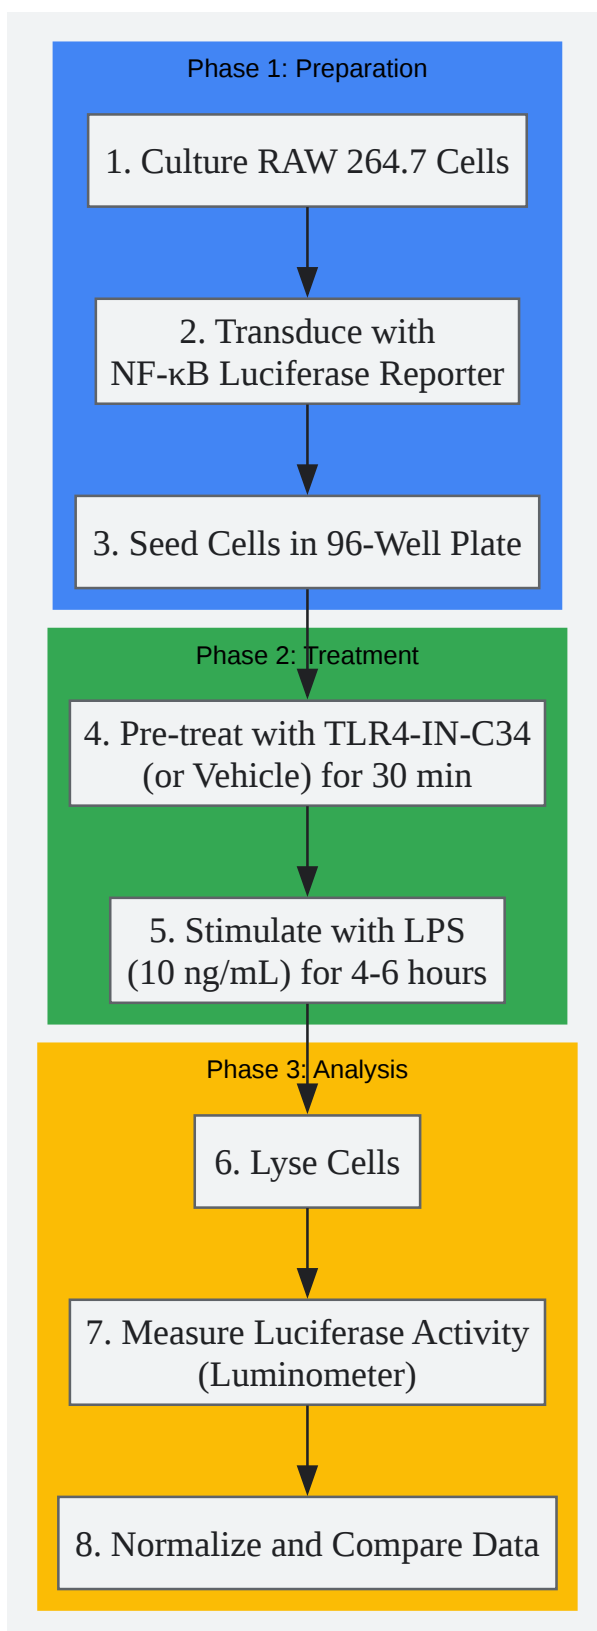 Phase 1: Preparation
1. Culture RAW 264.7 Cells
2. Transduce with
NF-κB Luciferase Reporter
3. Seed Cells in 96-Well Plate
Phase 2: Treatment
4. Pre-treat with TLR4-IN-C34
(or Vehicle) for 30 min
5. Stimulate with LPS
(10 ng/mL) for 4-6 hours
Phase 3: Analysis
6. Lyse Cells
7. Measure Luciferase Activity
(Luminometer)
8. Normalize and Compare Data